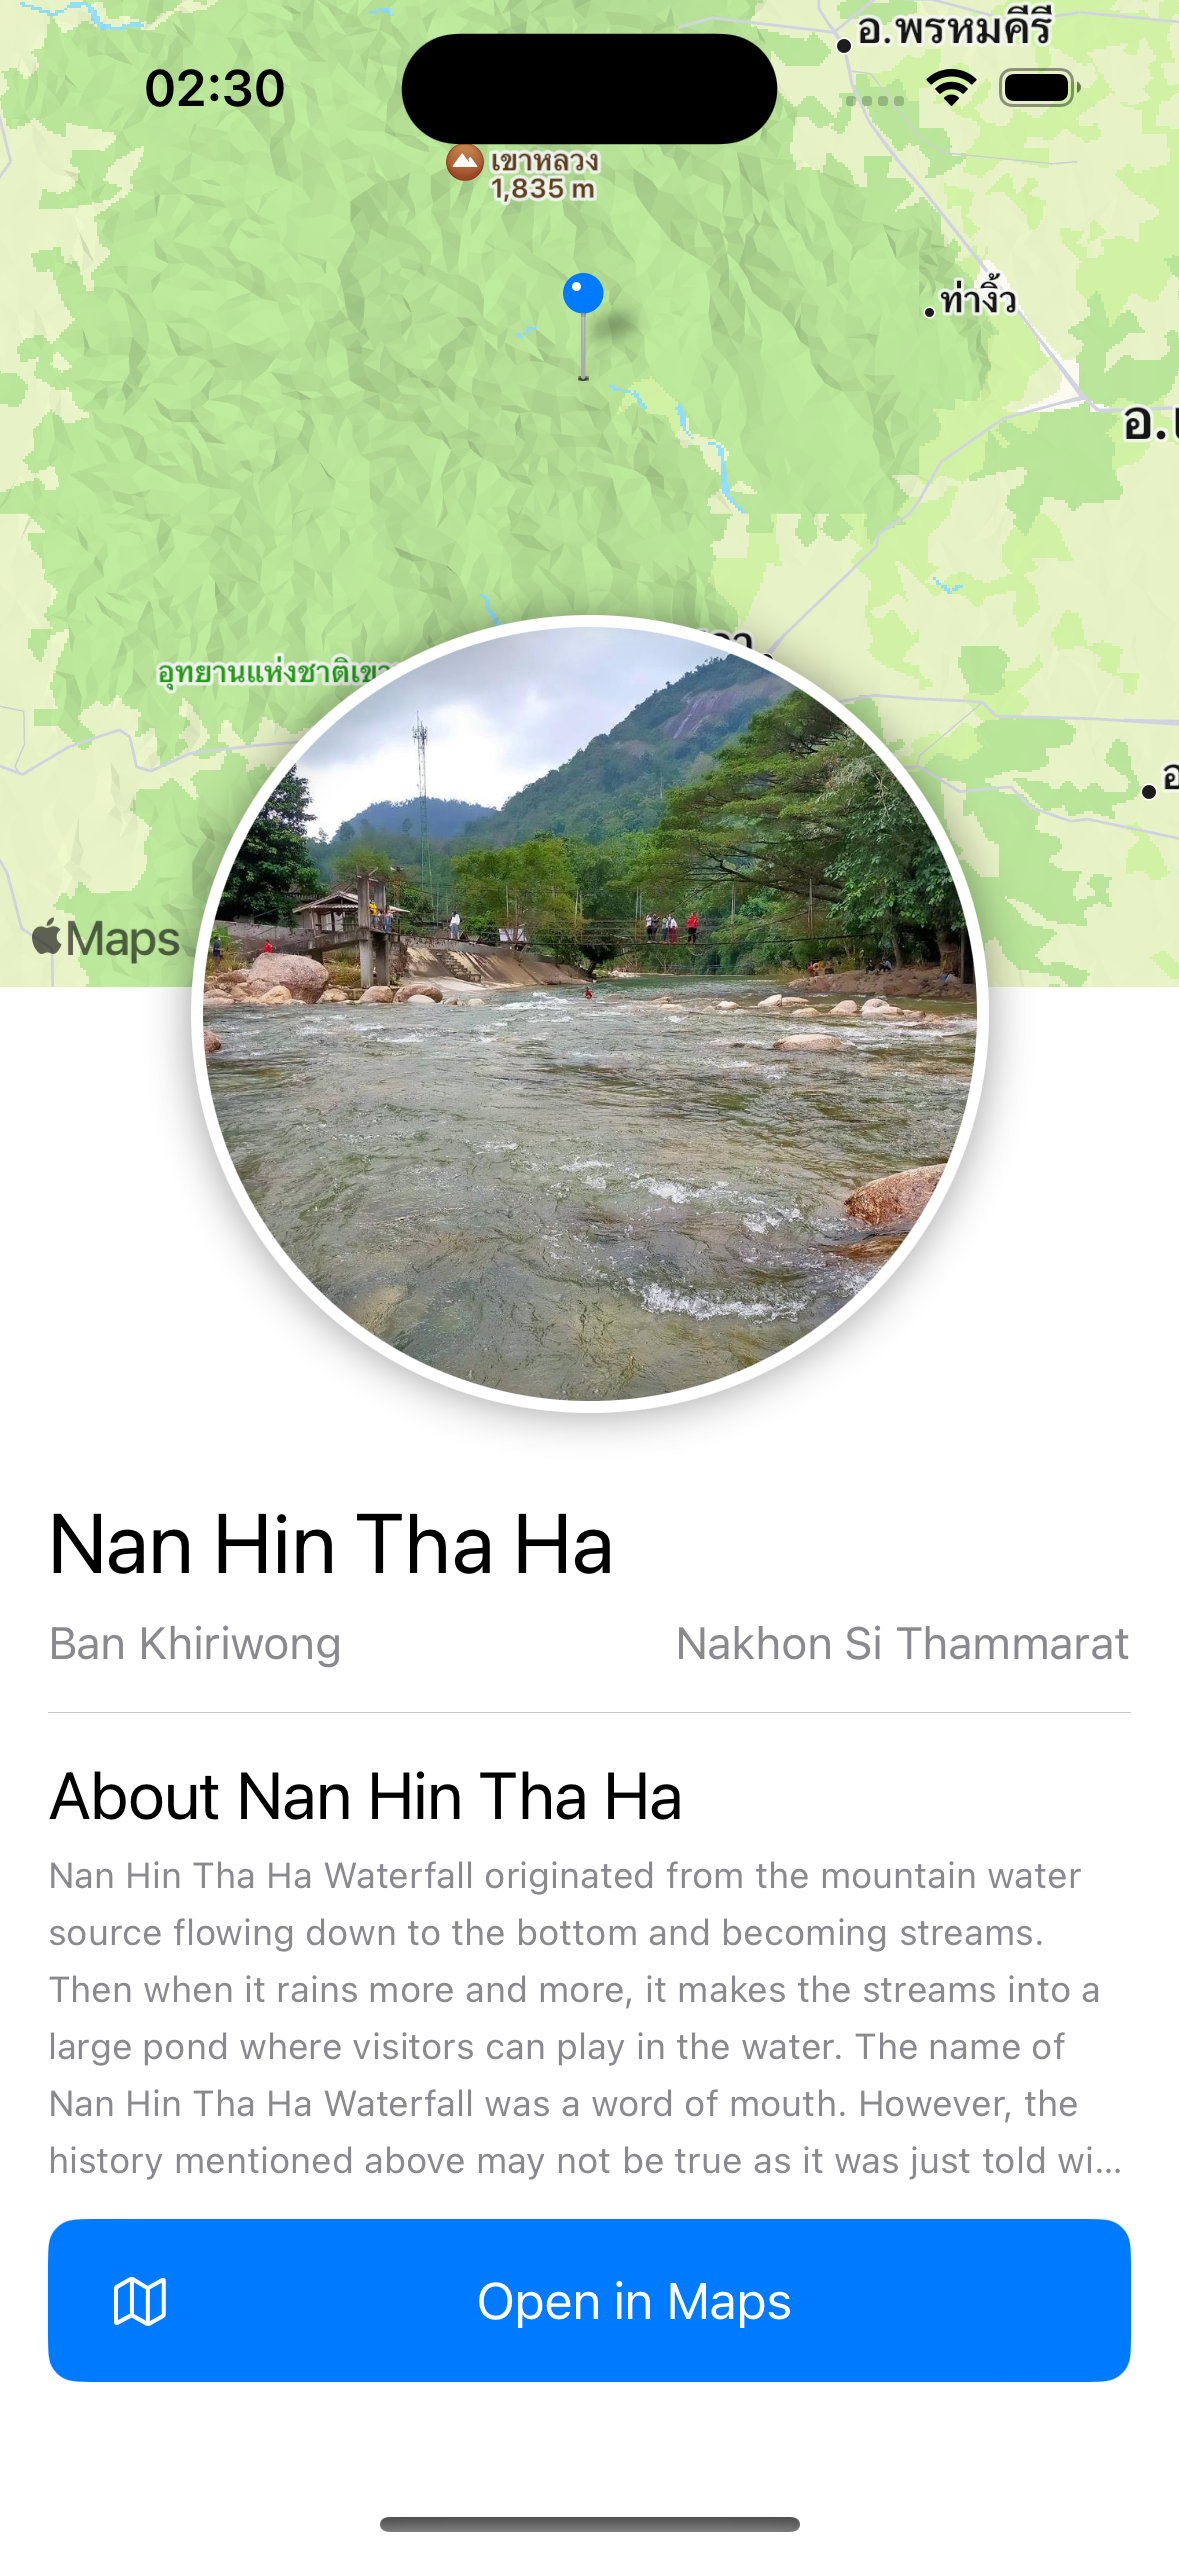 อ.พรหมคีรี
02:30
เขาหลวง
1,835 m
ท่างิ้ว
อุทยานแห่งชาติเขา
Maps
Nan Hin Tha Ha
Ban Khiriwong
Nakhon Si Thammarat
About Nan Hin Tha Ha
Nan Hin Tha Ha Waterfall originated from the mountain water
source flowing down to the bottom and becoming streams.
Then when it rains more and more, it makes the streams into a
large pond where visitors can play in the water. The name of
Nan Hin Tha Ha Waterfall was a word of mouth. However, the
history mentioned above may not be true as it was just told wi...
Open in Maps